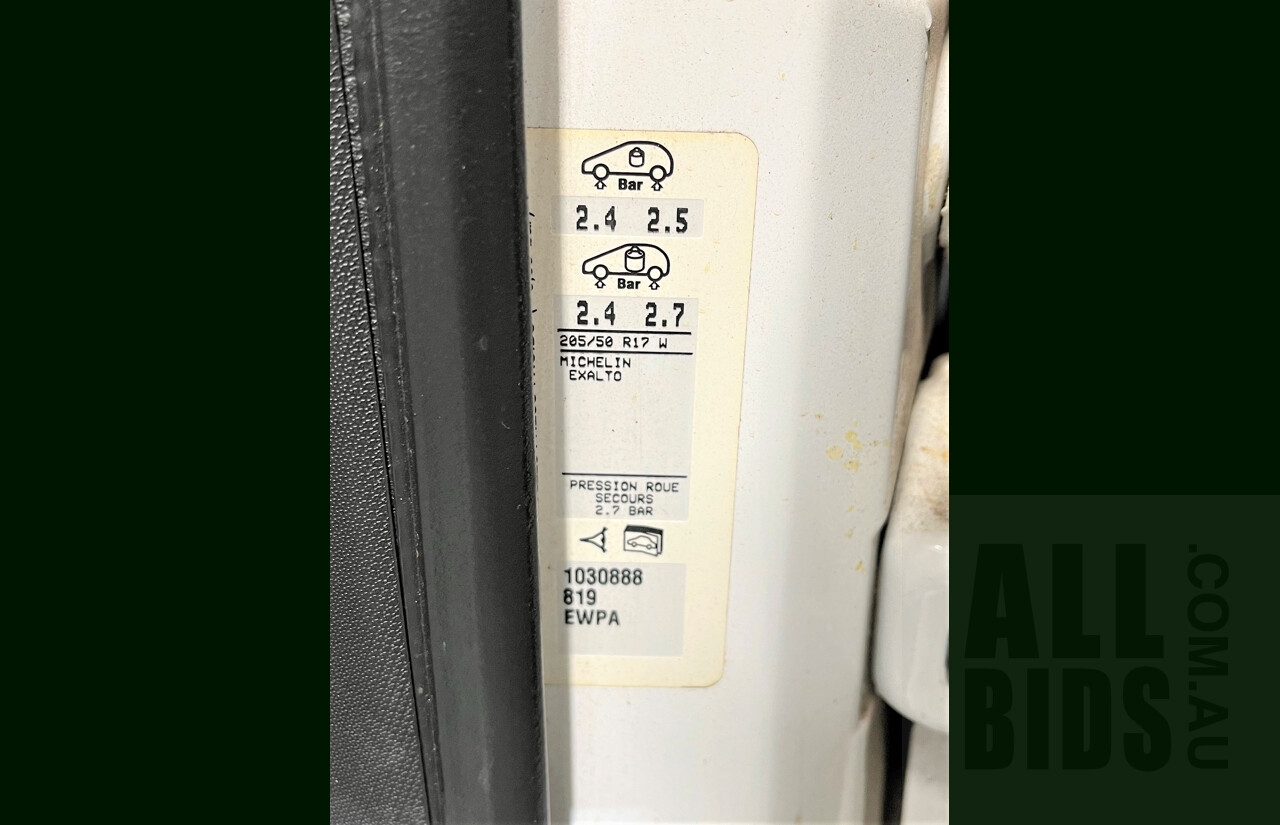 Bar
2.4 2.5
Bar
2.4 2.7
205/50 R17 W
MICHELIN
EXALTO
PRESSION ROUE
SECOURS
2.7 BAR
1030888
819
EWPA
ALL
BIDS
.COM.AU